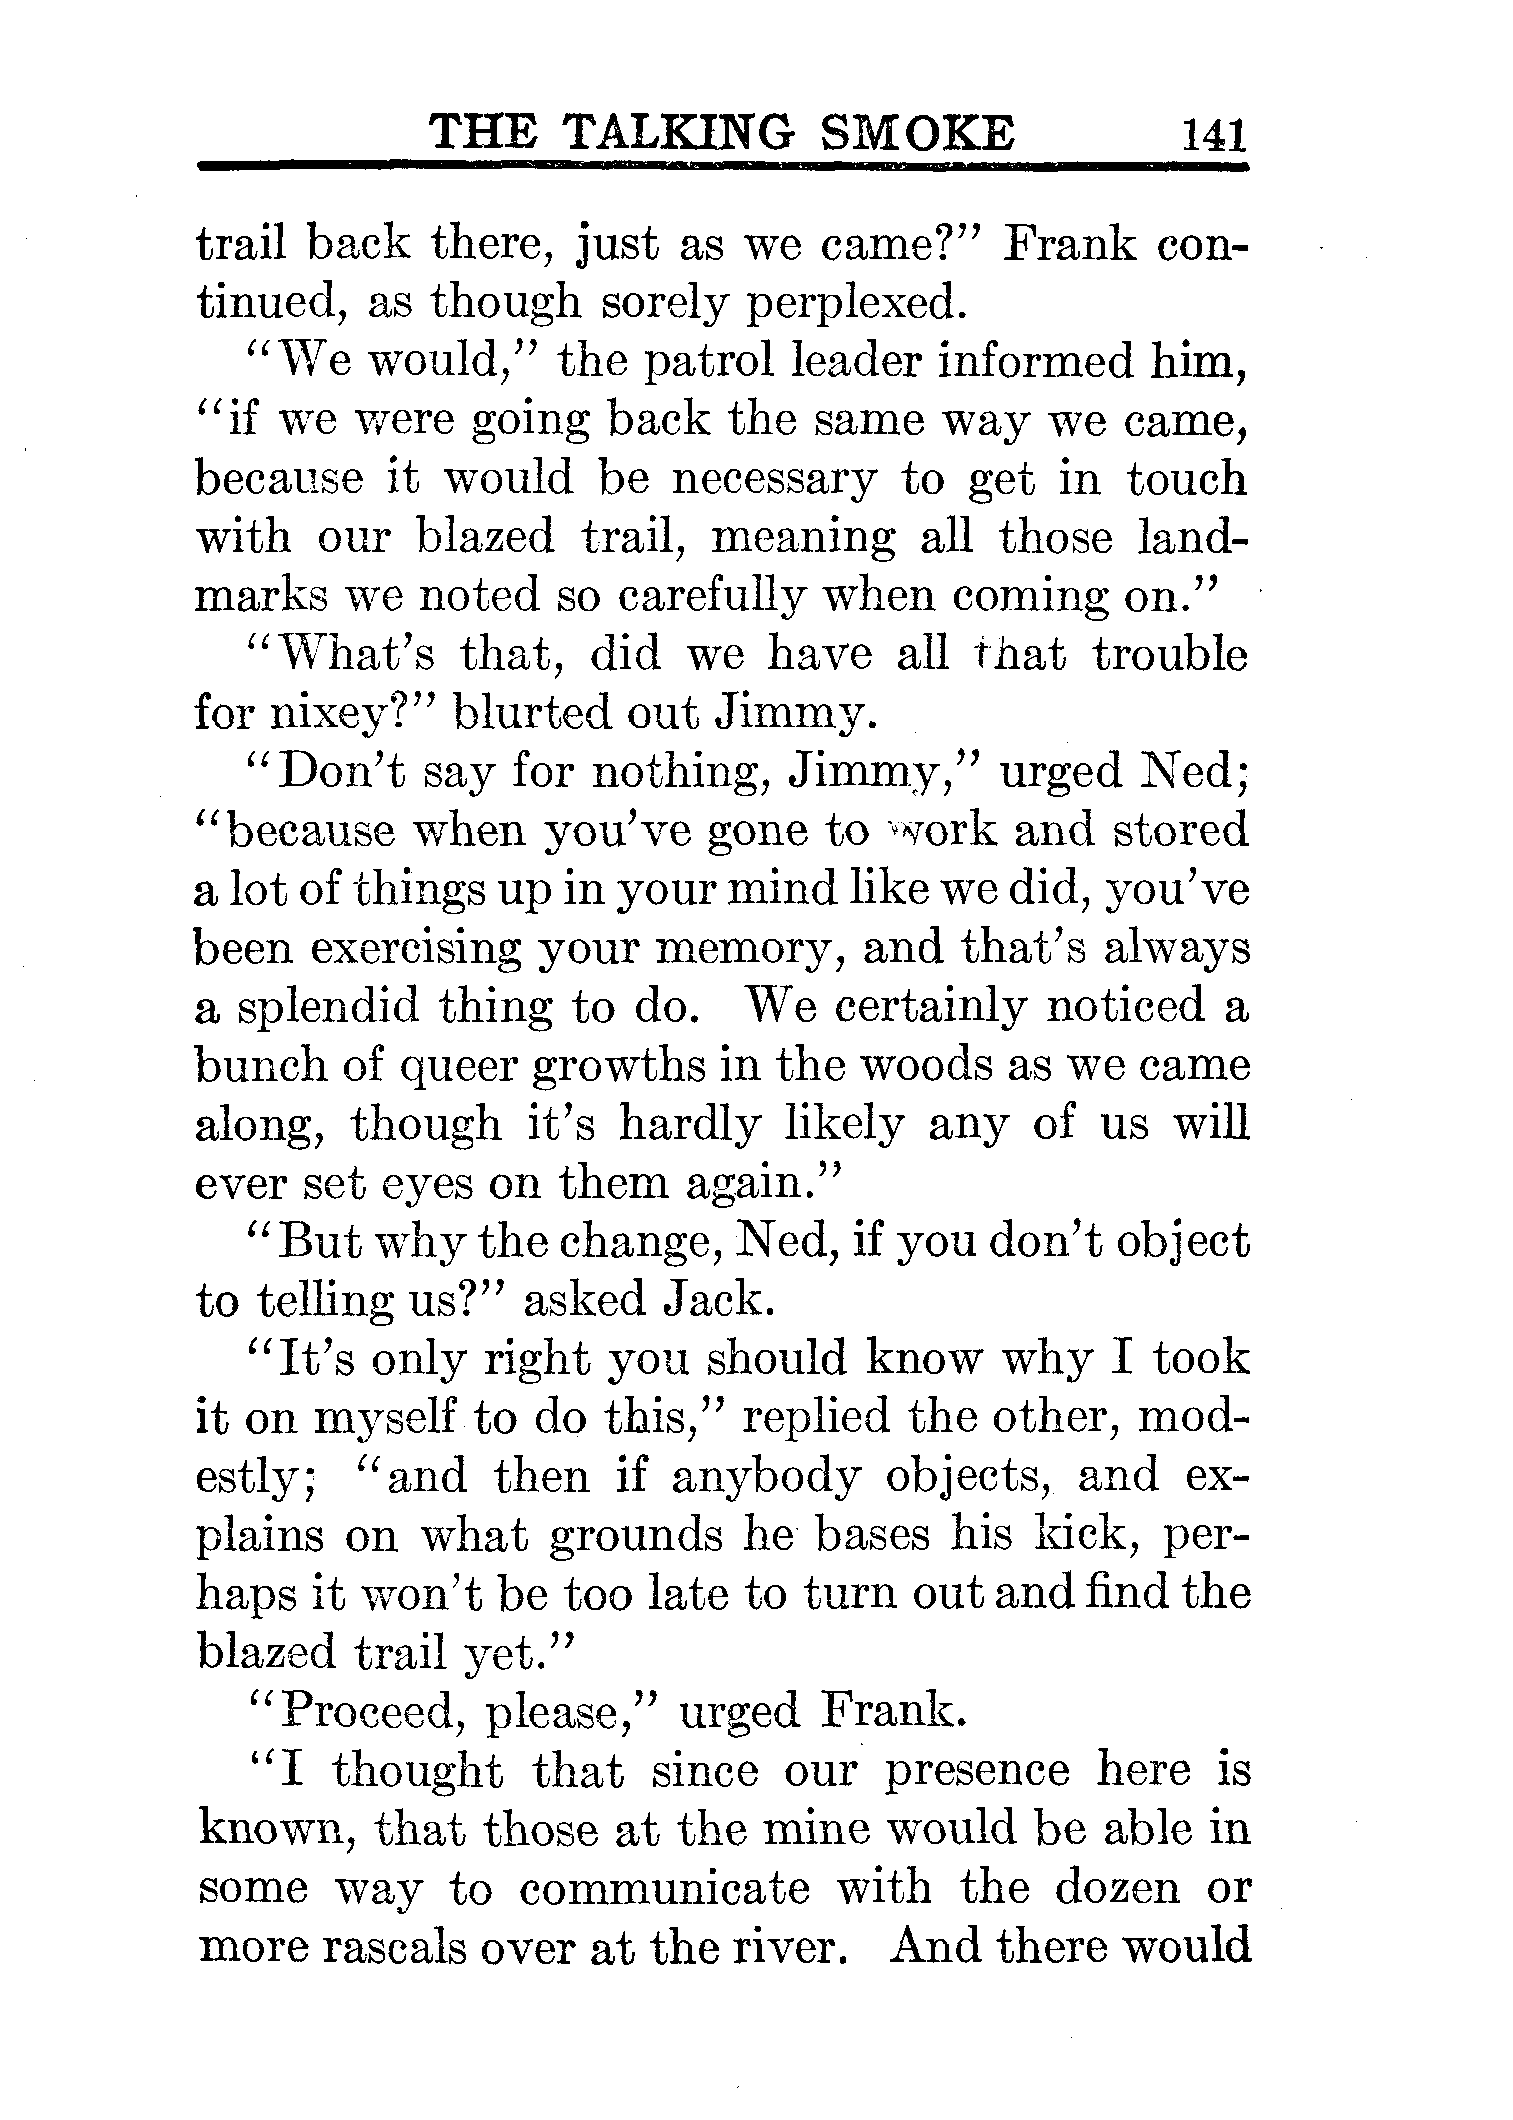 THE TALKING SMOKE 141
trail back there, just as we came?" Frank con-
tinued, as though sorely perplexed.
"We would," the patrol leader informed him,
"if we were going back the same way we came,
because it would be necessary to get in touch
with our blazed trail, meaning all those land-
marks we noted so carefully when coming on."
"What's that, did we have all that trouble
for nixey?" blurted out Jimmy.
"Don't say for nothing, Jimmy," urged Ned;
"because when you've gone to work and stored
a lot of things up in your mind like we did, you've
been exercising your memory, and that's always
a splendid thing to do. We certainly noticed a
bunch of queer growths in the woods as we came
along, though it's hardly likely any of us will
ever set eyes on them again."
"But why the change, Ned, if you don't object
to telling us?" asked Jack.
"It's only right you should know why I took
it on myself to do this," replied the other, mod-
estly; "and then if anybody objects, and ex-
plains on what grounds he bases his kick, per-
haps it won't be too late to turn out and find the
blazed trail yet."
"Proceed, please," urged Frank.
"I thought that since our presence here is
known, that those at the mine would be able in
some way to communicate with the dozen or
more rascals over at the river. And there would